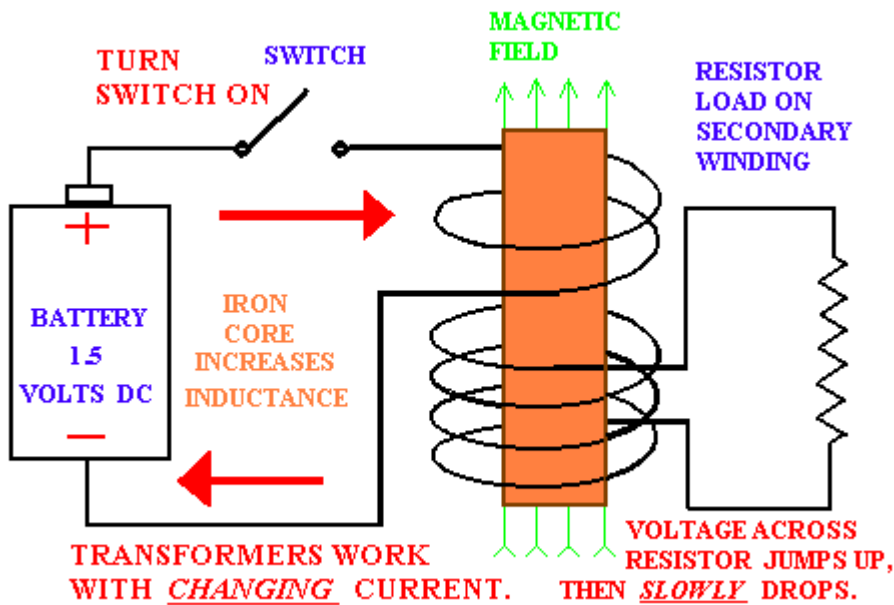 MAGNETIC
FIELD
TURN
SWITCH ON
SWITCH
RESISTOR
LOAD ON
SECONDARY
WINDING
+
BATTERY
1.5
VOLTS DC
−
IRON
CORE
INCREASES
INDUCTANCE
TRANSFORMERS WORK
WITH CHANGING CURRENT.
VOLTAGE ACROSS
RESISTOR JUMPS UP,
THEN SLOWLY DROPS.